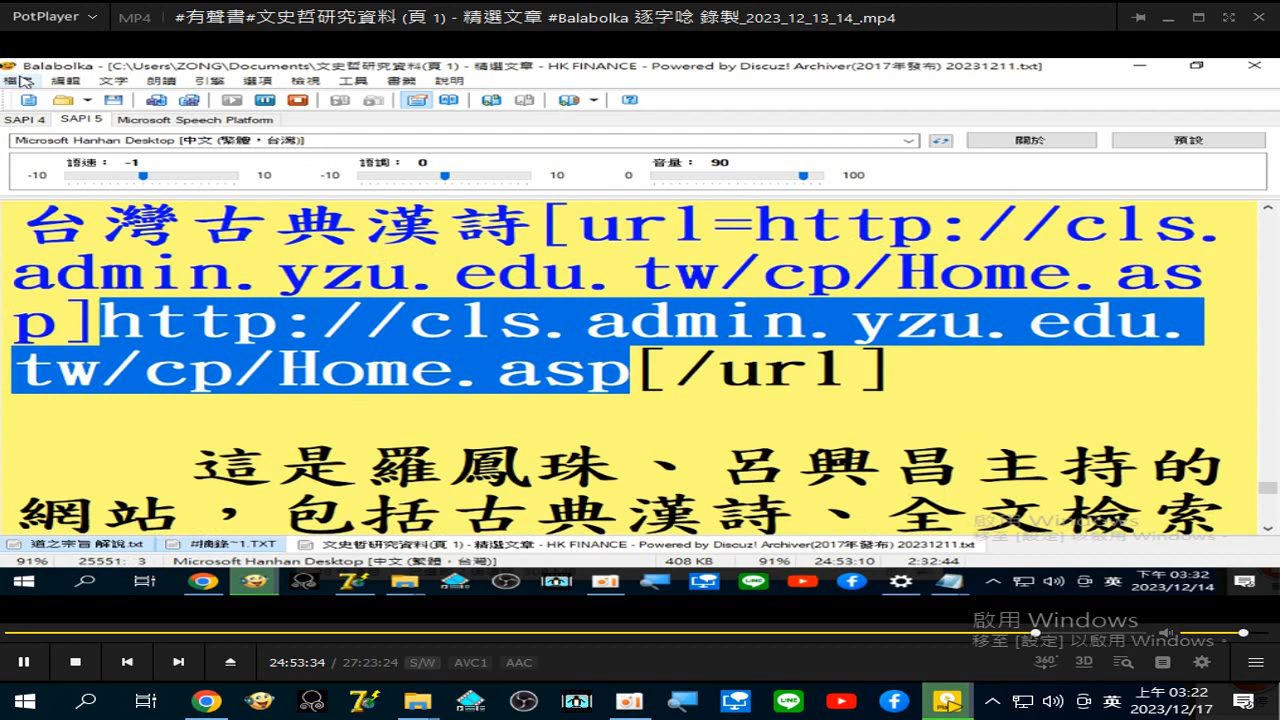 PotPlayer MP4 #有聲書#文史哲研究資料 (頁 1) - 精選文章 #Balabolka 逐字唸 錄製_2023_12_13_14_.mp4
Balabolka - [C:\Users\ZONG\Documents\文史哲研究資料(頁 1) - 精選文章 - HK FINANCE - Powered by Discuz! Archiver(2017年發布) 20231211.txt]
檔案 編輯 文字 朗讀 引擎 選項 檢視 工具 書籤 說明
SAPI 4 SAPI 5 Microsoft Speech Platform
Microsoft Hanhan Desktop [中文 (繁體，台灣)] 關於 預設
語速： -1 語調： 0 音量： 90
-10 10 -10 10 0 100
台灣古典漢詩[url=http://cls.
admin.yzu.edu.tw/cp/Home.as
p]http://cls.admin.yzu.edu.
tw/cp/Home.asp[/url]
這是羅鳳珠、呂興昌主持的
網站，包括古典漢詩、全文檢索
啟用 Windows
移至 [設定] 以啟用 Windows。
道之宗旨 解說.txt #摘錄~1.TXT 文史哲研究資料(頁 1) - 精選文章 - HK FINANCE - Powered by Discuz! Archiver(2017年發布) 20231211.txt
91% 25551: 3 Microsoft Hanhan Desktop [中文 (繁體，台灣)] 408 KB 91% 24:53:10 2:32:44
英 下午 03:32
2023/12/14
啟用 Windows
移至 [設定] 以啟用 Windows。
24:53:34 / 27:23:24 S/W AVC1 AAC 360° 3D
英 上午 03:22
2023/12/17